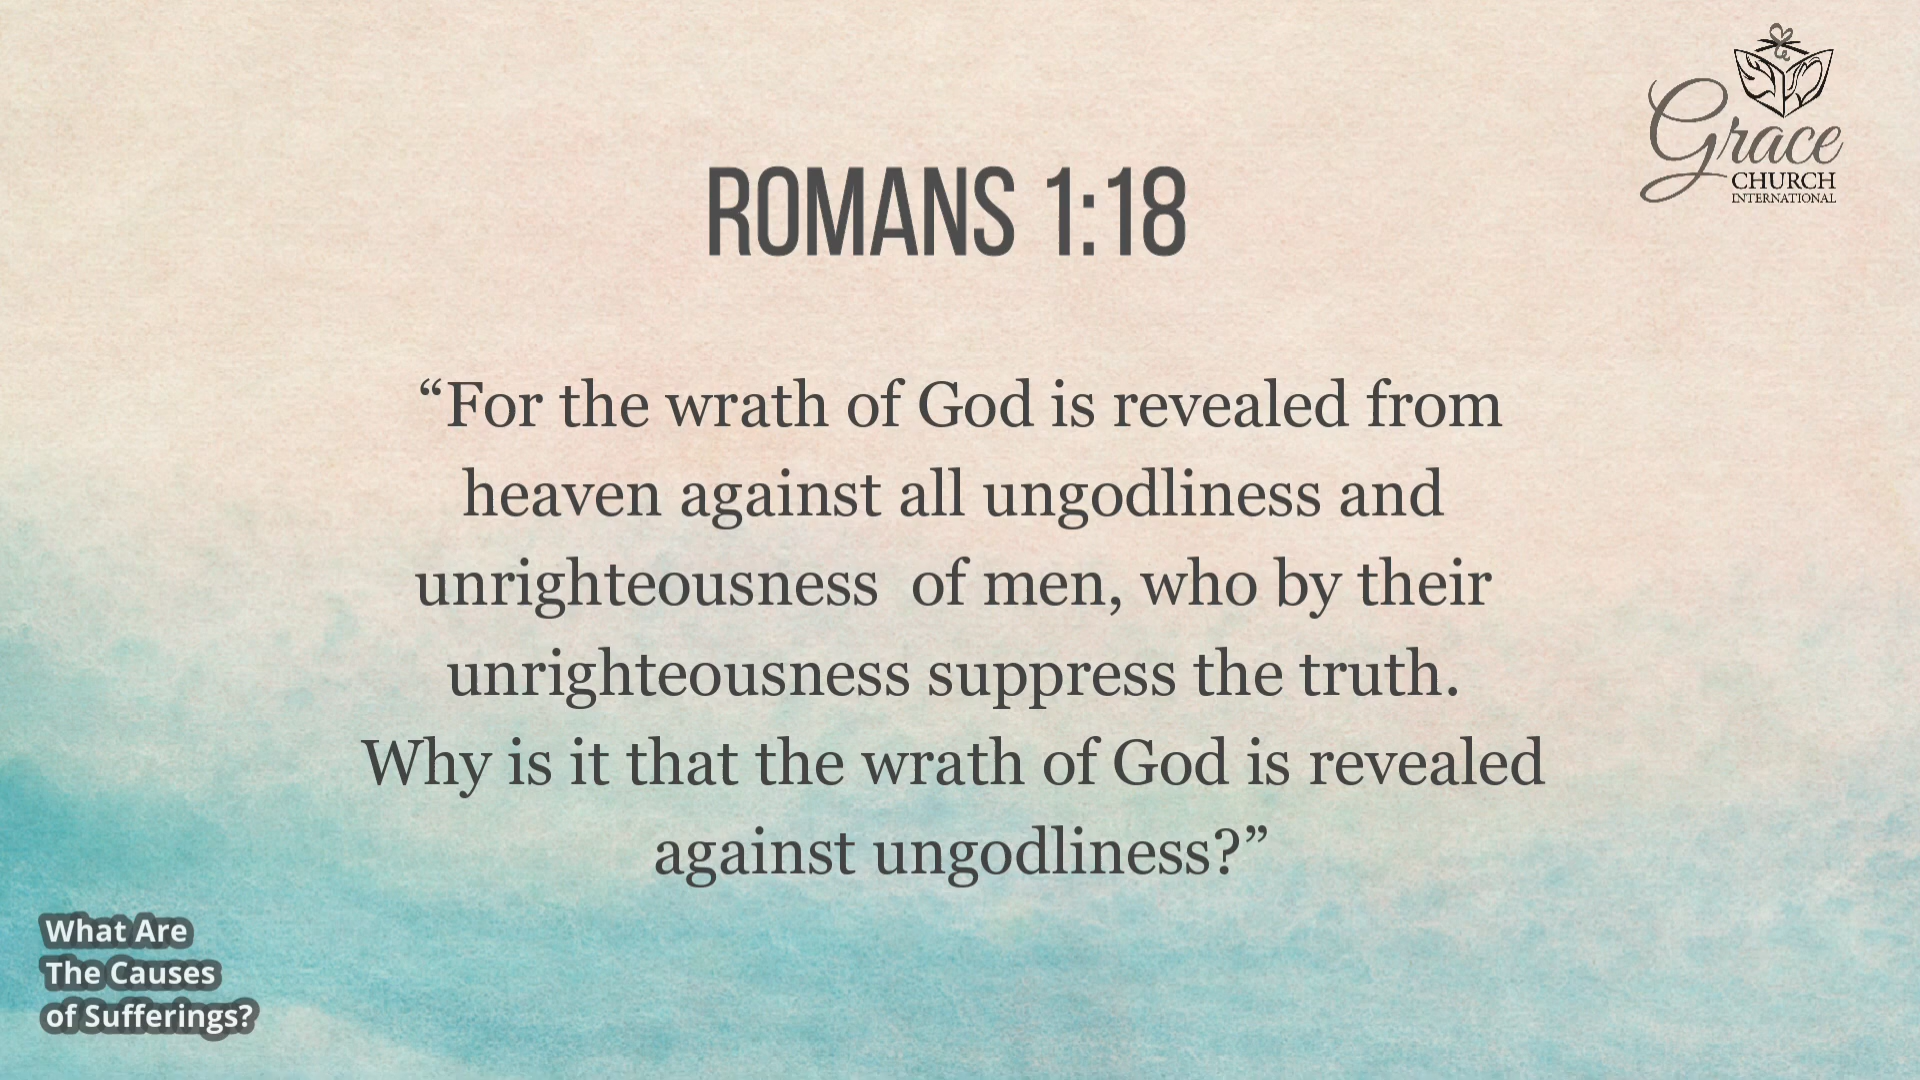 Grace
CHURCH
INTERNATIONAL
ROMANS 1:18
“For the wrath of God is revealed from
heaven against all ungodliness and
unrighteousness  of men, who by their
unrighteousness suppress the truth.
Why is it that the wrath of God is revealed
against ungodliness?”
What Are
The Causes
of Sufferings?